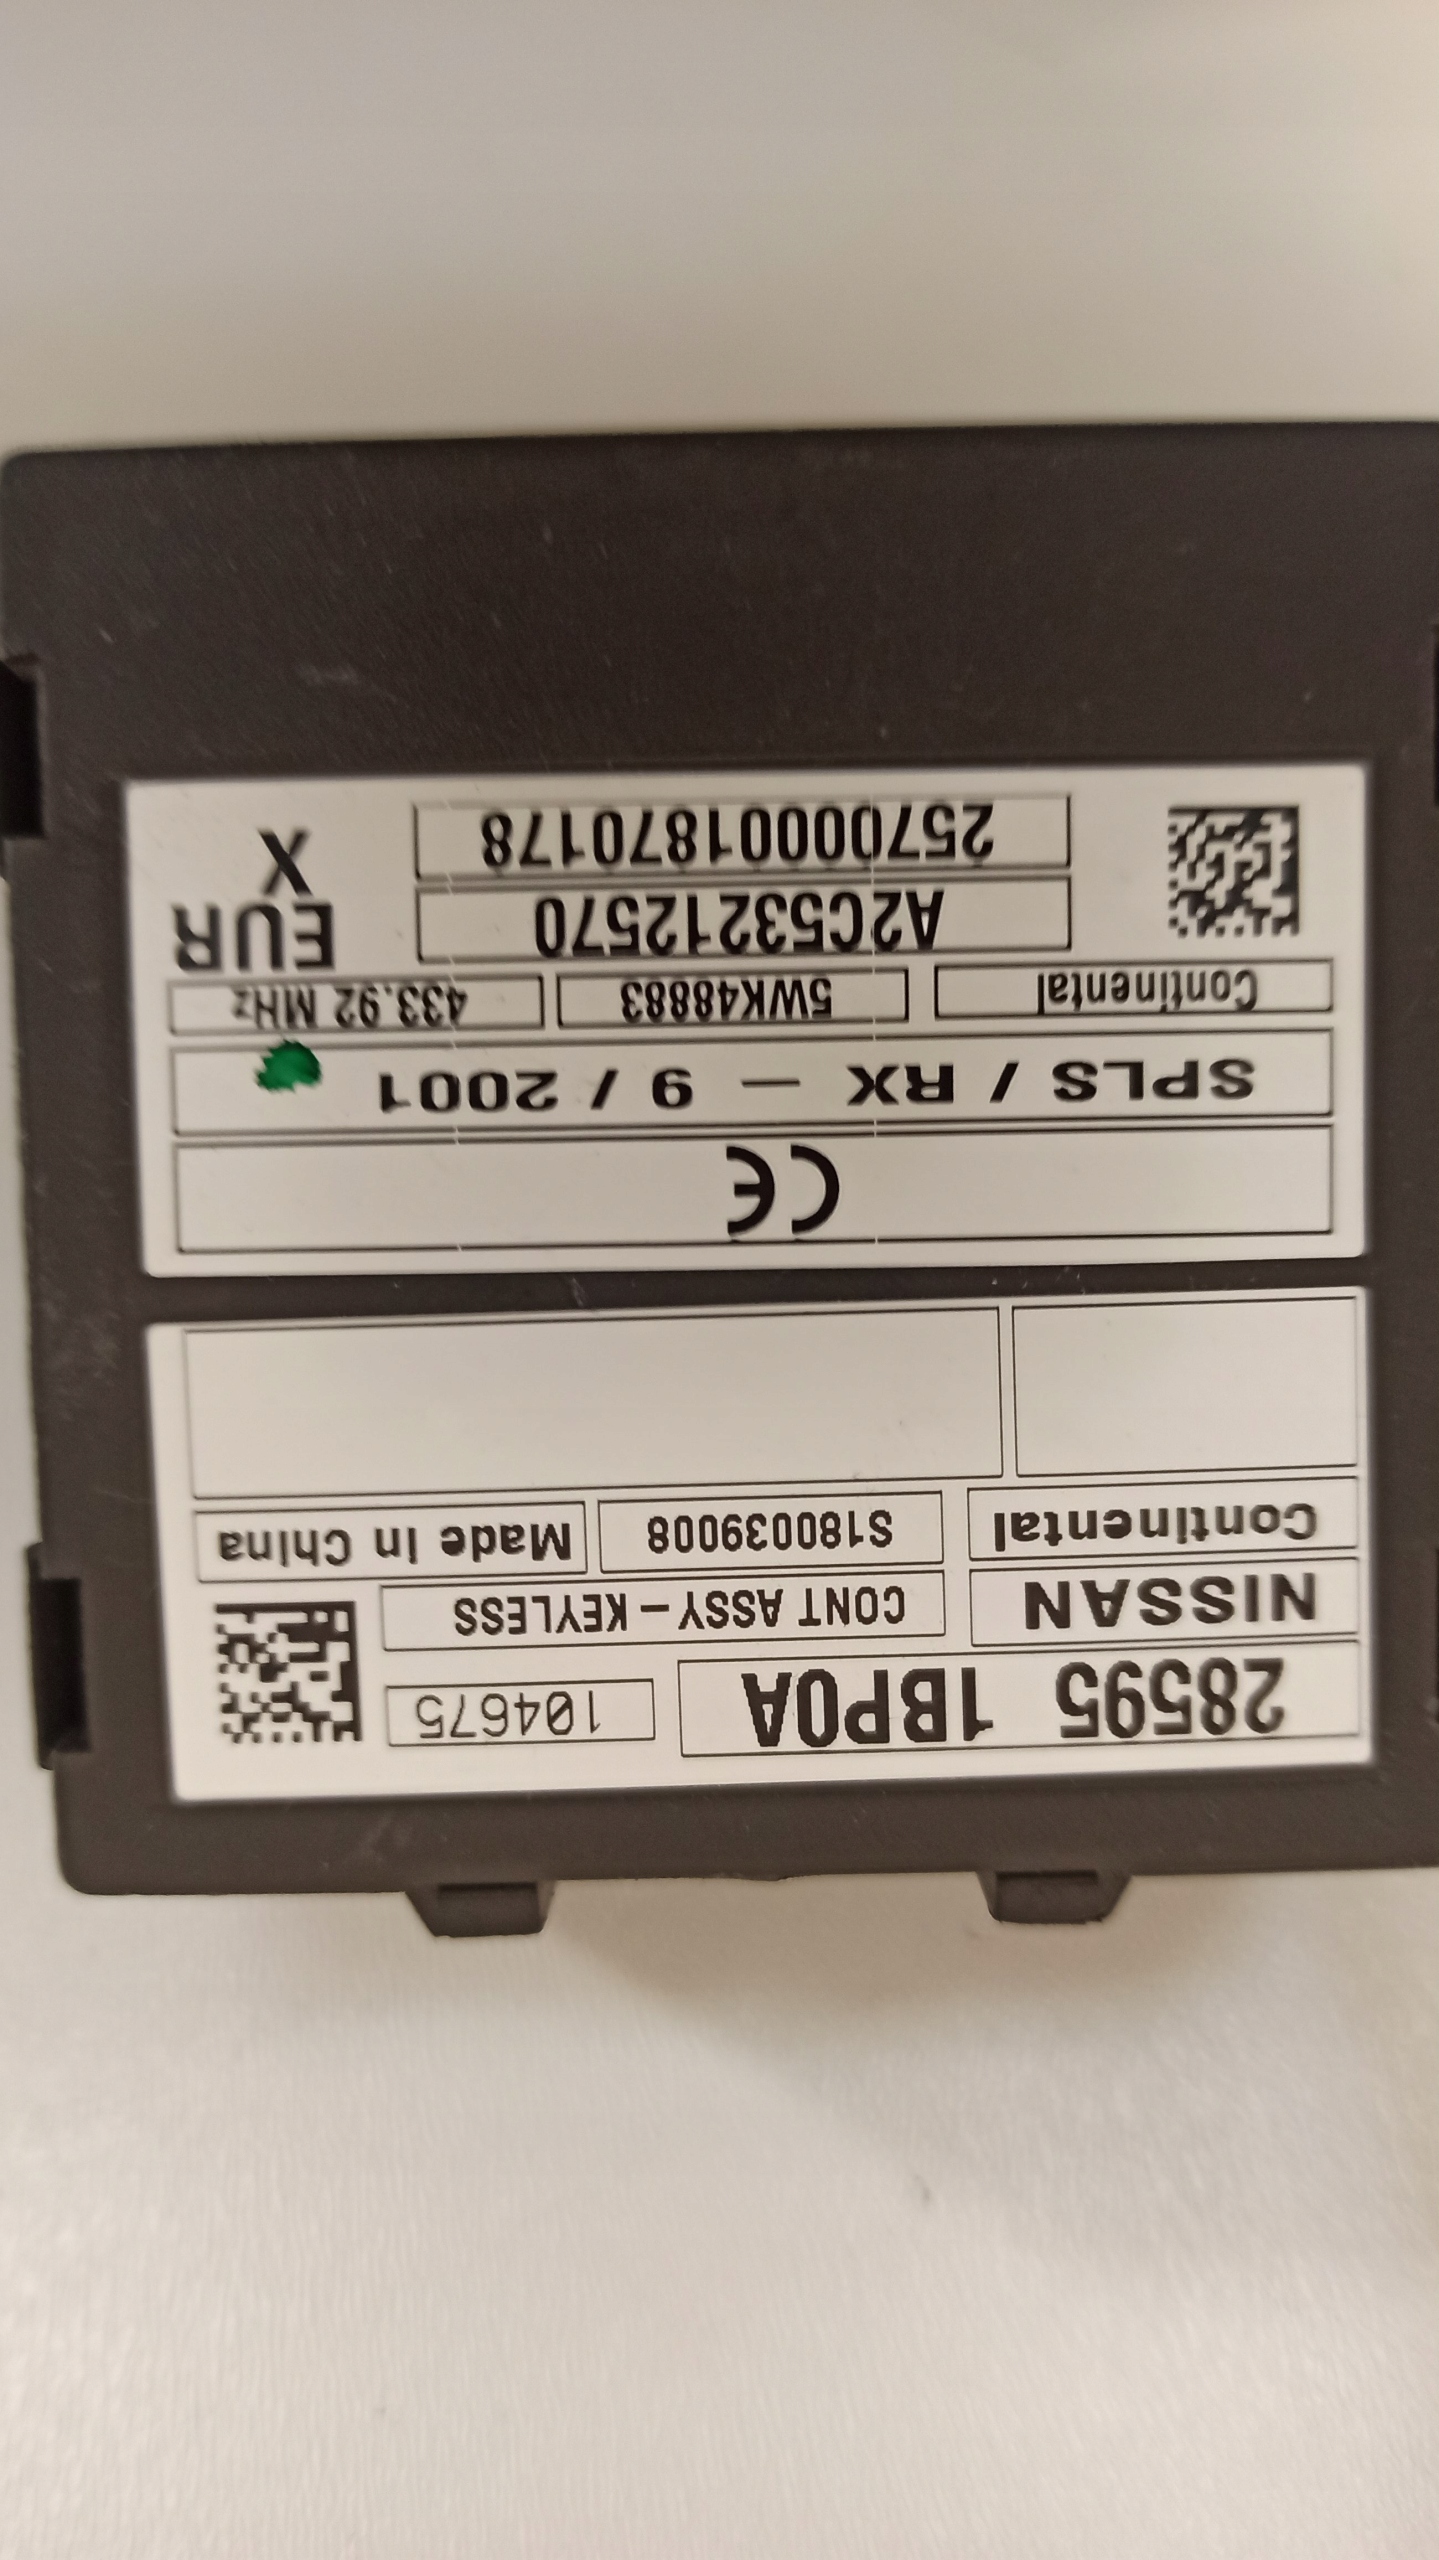 28595 1BP0A 104675
NISSAN CONT ASSY – KEYLESS
Continental S180039008 Made in China
CE
SPLS / RX – 9 / 2001
Continental 5WK48883 433.92 MHz
A2C53212570 EUR
25700001870178 X